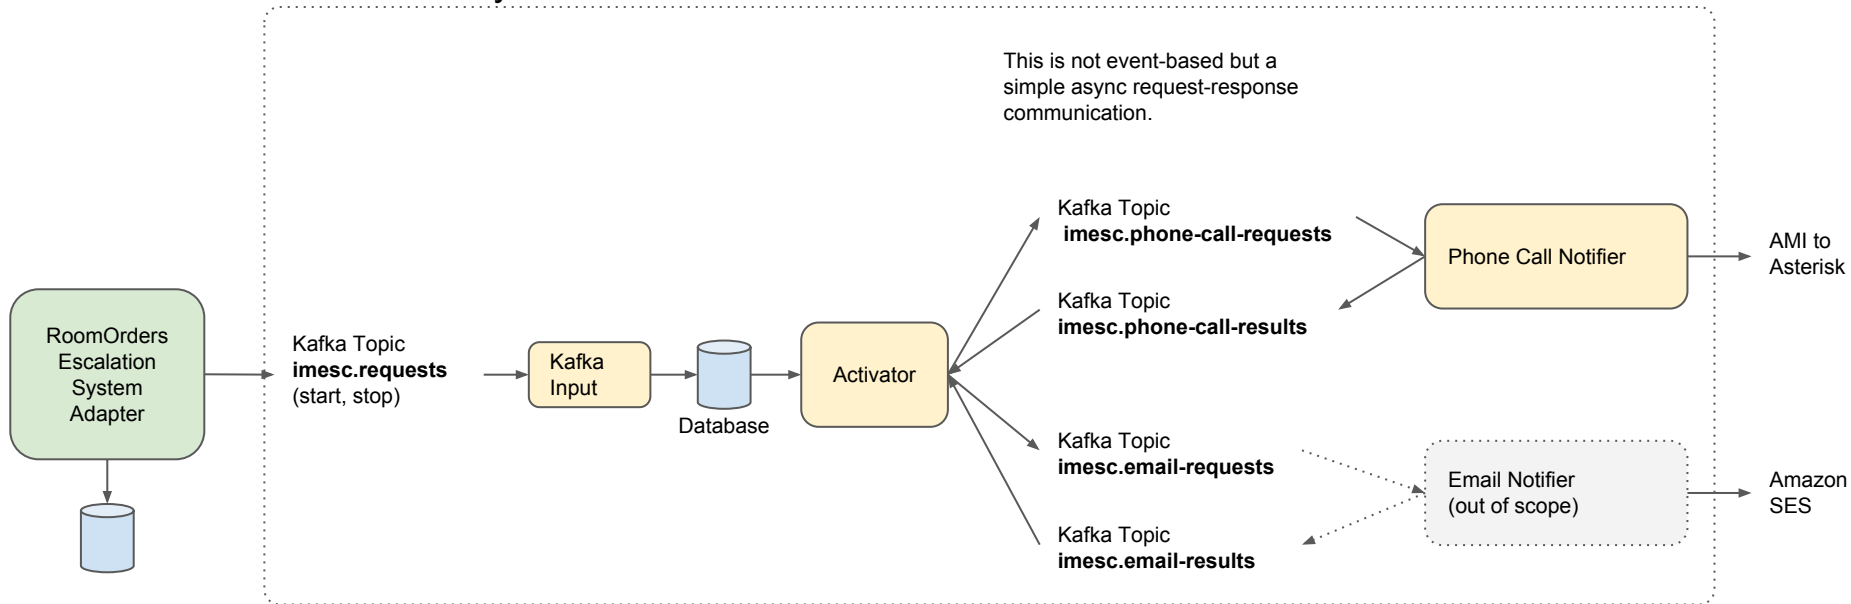 This is not event-based but a
simple async request-response
communication.
RoomOrders
Escalation
System
Adapter
Kafka Topic
imesc.requests
(start, stop)
Kafka
Input
Database
Activator
Kafka Topic
imesc.phone-call-requests
Kafka Topic
imesc.phone-call-results
Phone Call Notifier
AMI to
Asterisk
Kafka Topic
imesc.email-requests
Kafka Topic
imesc.email-results
Email Notifier
(out of scope)
Amazon
SES